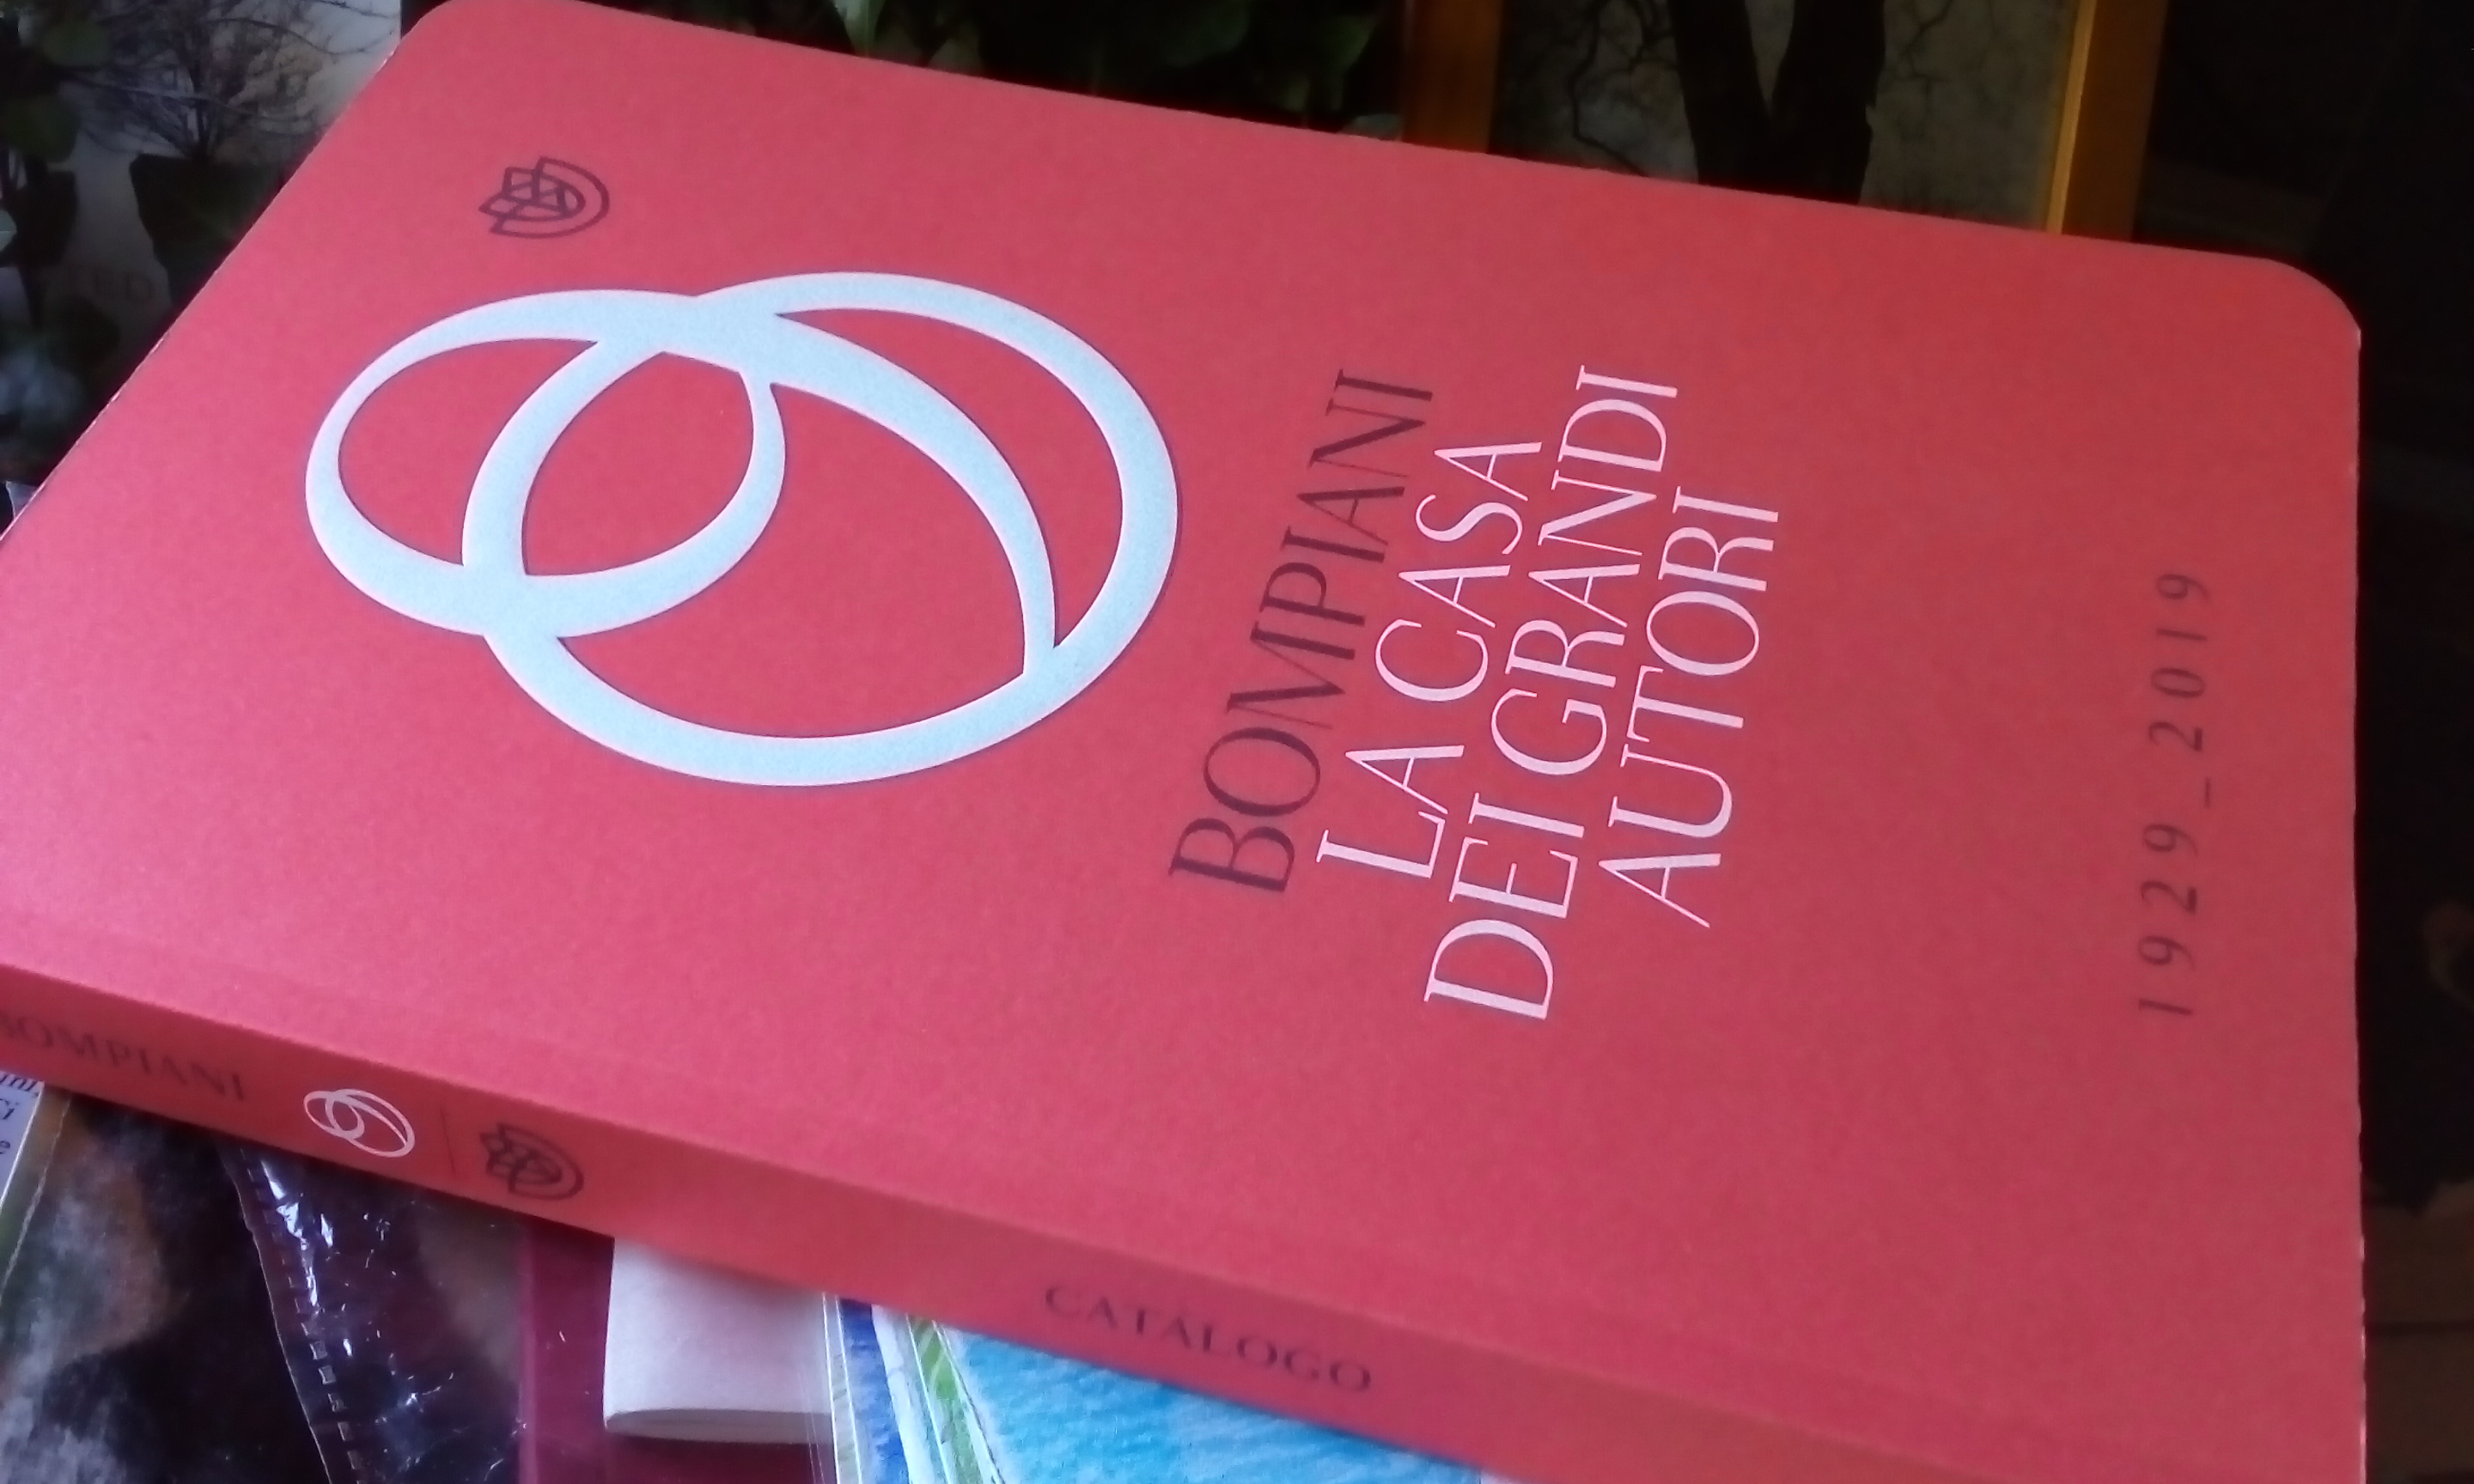 BOMPIANI
LA CASA
DEI GRANDI
AUTORI
1929_2019
BOMPIANI
CATALOGO